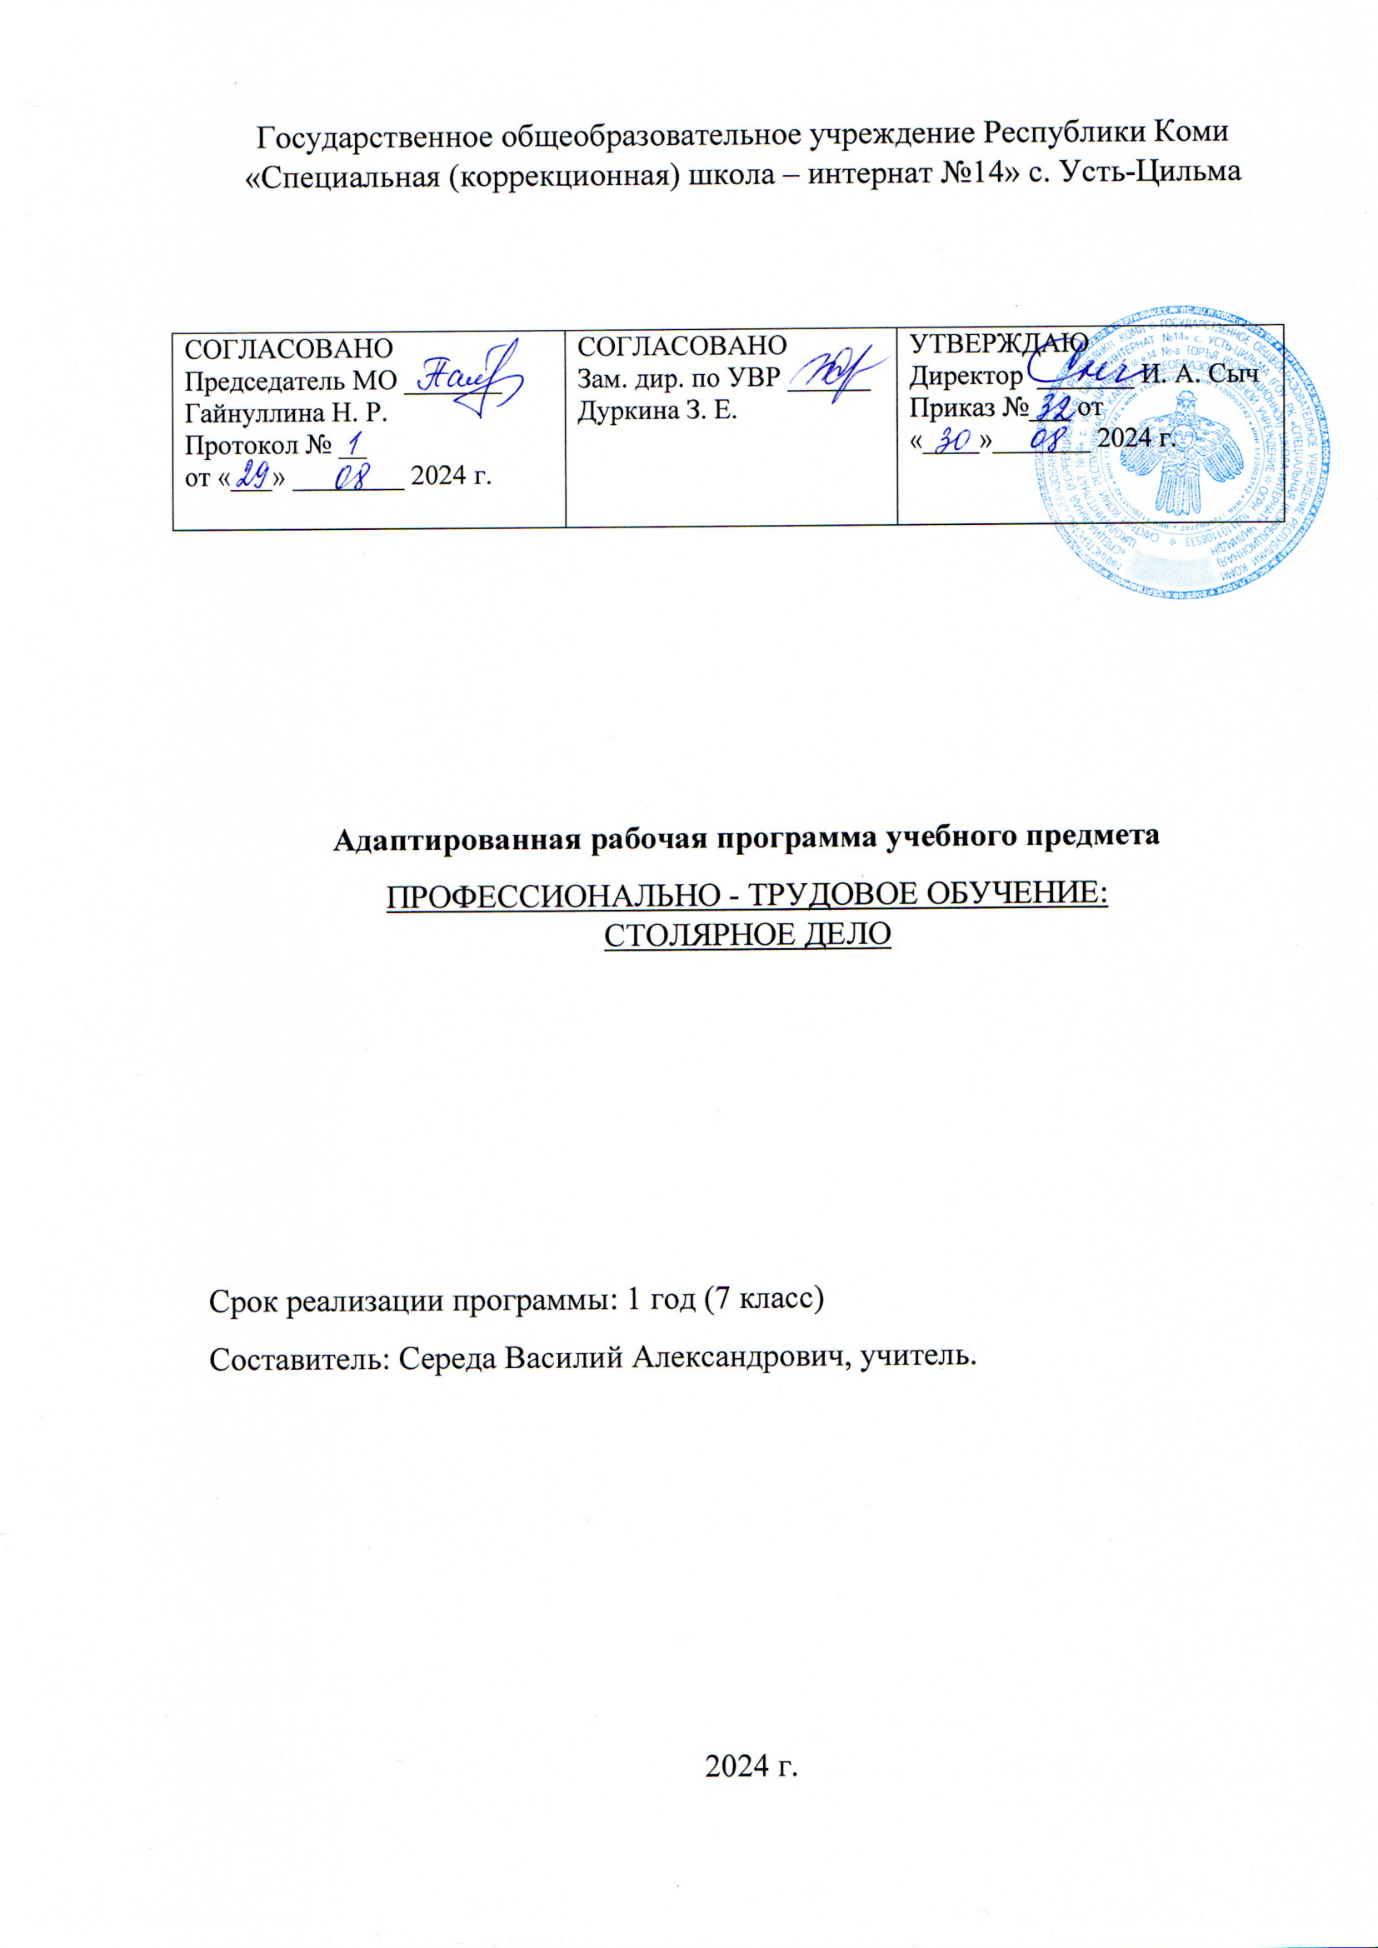 Государственное общеобразовательное учреждение Республики Коми
«Специальная (коррекционная) школа – интернат №14» с. Усть-Цильма
СОГЛАСОВАНО
Председатель МО ________
Гайнуллина Н. Р.
Протокол № 1
от «29» 08 2024 г.
СОГЛАСОВАНО
Зам. дир. по УВР ______
Дуркина З. Е.
УТВЕРЖДАЮ
Директор ________ И. А. Сыч
Приказ № 32 от
«30» 08 2024 г.
Адаптированная рабочая программа учебного предмета
ПРОФЕССИОНАЛЬНО - ТРУДОВОЕ ОБУЧЕНИЕ:
СТОЛЯРНОЕ ДЕЛО
Срок реализации программы: 1 год (7 класс)
Составитель: Середа Василий Александрович, учитель.
2024 г.